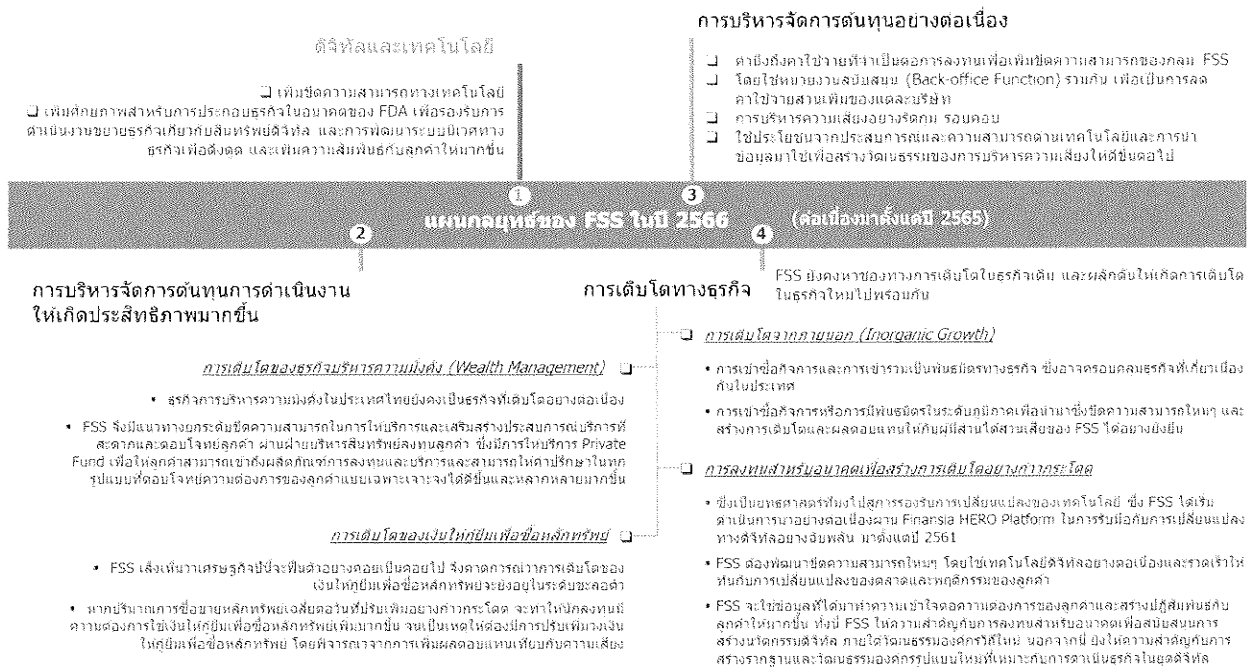 ดิจิทัลและเทคโนโลยี
❑ เพิ่มขีดความสามารถทางเทคโนโลยี
❑ เพิ่มศักยภาพสำหรับการประกอบธุรกิจในอนาคตของ FDA เพื่อรองรับการ
ดำเนินงานขยายธุรกิจเกี่ยวกับสินทรัพย์ดิจิทัล และการพัฒนาระบบนิเวศทาง
ธุรกิจเพื่อดึงดูด และเพิ่มความสัมพันธ์กับลูกค้าให้มากขึ้น
การบริหารจัดการต้นทุนอย่างต่อเนื่อง
❑ คำนึงถึงค่าใช้จ่ายที่จำเป็นต่อการลงทุนเพื่อเพิ่มขีดความสามารถของกลุ่ม FSS
❑ โดยใช้หน่วยงานสนับสนุน (Back-office Function) ร่วมกัน เพื่อเป็นการลด
ค่าใช้จ่ายส่วนเพิ่มของแต่ละบริษัท
❑ การบริหารความเสี่ยงอย่างรัดกุม รอบคอบ
❑ ใช้ประโยชน์จากประสบการณ์และความสามารถด้านเทคโนโลยีและการนำ
ข้อมูลมาใช้เพื่อสร้างวัฒนธรรมของการบริหารความเสี่ยงให้ดีขึ้นต่อไป
1
3
แผนกลยุทธ์ของ FSS ในปี 2566 (ต่อเนื่องมาตั้งแต่ปี 2565)
2
4
การบริหารจัดการต้นทุนการดำเนินงาน
ให้เกิดประสิทธิภาพมากขึ้น
การเติบโตทางธุรกิจ
FSS ยังคงหาช่องทางการเติบโตในธุรกิจเดิม และผลักดันให้เกิดการเติบโต
ในธุรกิจใหม่ไปพร้อมกัน
การเติบโตของธุรกิจบริหารความมั่งคั่ง (Wealth Management) ❑
• ธุรกิจการบริหารความมั่งคั่งในประเทศไทยยังคงเป็นธุรกิจที่เติบโตอย่างต่อเนื่อง
• FSS จึงมีแนวทางยกระดับขีดความสามารถในการให้บริการและเสริมสร้างประสบการณ์บริการที่
สะดวกและตอบโจทย์ลูกค้า ผ่านฝ่ายบริหารสินทรัพย์ลงทุนลูกค้า ซึ่งมีการให้บริการ Private
Fund เพื่อให้ลูกค้าสามารถเข้าถึงผลิตภัณฑ์การลงทุนและบริการและสามารถให้คำปรึกษาในทุก
รูปแบบที่ตอบโจทย์ความต้องการของลูกค้าแบบเฉพาะเจาะจงได้ดีขึ้นและหลากหลายมากขึ้น
การเติบโตของเงินให้กู้ยืมเพื่อซื้อหลักทรัพย์ ❑
• FSS เล็งเห็นว่าเศรษฐกิจปีนี้จะฟื้นตัวอย่างค่อยเป็นค่อยไป จึงคาดการณ์ว่าการเติบโตของ
เงินให้กู้ยืมเพื่อซื้อหลักทรัพย์จะยังอยู่ในระดับชะลอตัว
• หากปริมาณการซื้อขายหลักทรัพย์เฉลี่ยต่อวันที่ปรับเพิ่มอย่างก้าวกระโดด จะทำให้นักลงทุนมี
ความต้องการใช้เงินให้กู้ยืมเพื่อซื้อหลักทรัพย์เพิ่มมากขึ้น จนเป็นเหตุให้ต้องมีการปรับเพิ่มวงเงิน
ให้กู้ยืมเพื่อซื้อหลักทรัพย์ โดยพิจารณาจากการเพิ่มผลตอบแทนเทียบกับความเสี่ยง
❑ การเติบโตจากภายนอก (Inorganic Growth)
• การเข้าซื้อกิจการและการเข้าร่วมเป็นพันธมิตรทางธุรกิจ ซึ่งอาจครอบคลุมธุรกิจที่เกี่ยวเนื่อง
กันในประเทศ
• การเข้าซื้อกิจการหรือการมีพันธมิตรในระดับภูมิภาคเพื่อนำมาซึ่งขีดความสามารถใหม่ๆ และ
สร้างการเติบโตและผลตอบแทนให้กับผู้มีส่วนได้ส่วนเสียของ FSS ได้อย่างยั่งยืน
❑ การลงทุนสำหรับอนาคตเพื่อสร้างการเติบโตอย่างก้าวกระโดด
• ซึ่งเป็นยุทธศาสตร์ที่มุ่งไปสู่การรองรับการเปลี่ยนแปลงของเทคโนโลยี ซึ่ง FSS ได้เริ่ม
ดำเนินการมาอย่างต่อเนื่องผ่าน Finansia HERO Platform ในการรับมือกับการเปลี่ยนแปลง
ทางดิจิทัลอย่างฉับพลัน มาตั้งแต่ปี 2561
• FSS ต้องพัฒนาขีดความสามารถใหม่ๆ โดยใช้เทคโนโลยีดิจิทัลอย่างต่อเนื่องและรวดเร็วให้
ทันกับการเปลี่ยนแปลงของตลาดและพฤติกรรมของลูกค้า
• FSS จะใช้ข้อมูลที่ได้มาทำความเข้าใจต่อความต้องการของลูกค้าและสร้างปฏิสัมพันธ์กับ
ลูกค้าให้มากขึ้น ทั้งนี้ FSS ให้ความสำคัญกับการลงทุนสำหรับอนาคตเพื่อสนับสนุนการ
สร้างนวัตกรรมดิจิทัล ภายใต้วัฒนธรรมองค์กรวิถีใหม่ นอกจากนี้ ยังให้ความสำคัญกับการ
สร้างรากฐานและวัฒนธรรมองค์กรรูปแบบใหม่ที่เหมาะกับการดำเนินธุรกิจในยุคดิจิทัล